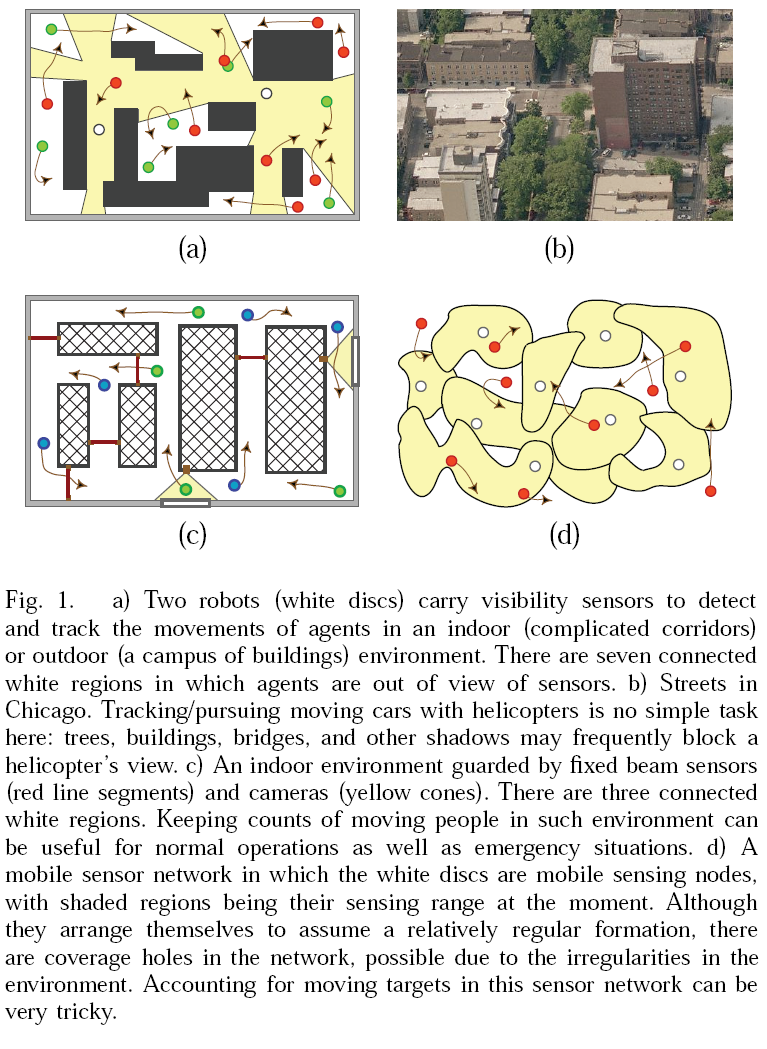 (a)
(b)
(c)
(d)
Fig. 1. a) Two robots (white discs) carry visibility sensors to detect
and track the movements of agents in an indoor (complicated corridors)
or outdoor (a campus of buildings) environment. There are seven connected
white regions in which agents are out of view of sensors. b) Streets in
Chicago. Tracking/pursuing moving cars with helicopters is no simple task
here: trees, buildings, bridges, and other shadows may frequently block a
helicopter's view. c) An indoor environment guarded by fixed beam sensors
(red line segments) and cameras (yellow cones). There are three connected
white regions. Keeping counts of moving people in such environment can
be useful for normal operations as well as emergency situations. d) A
mobile sensor network in which the white discs are mobile sensing nodes,
with shaded regions being their sensing range at the moment. Although
they arrange themselves to assume a relatively regular formation, there
are coverage holes in the network, possible due to the irregularities in the
environment. Accounting for moving targets in this sensor network can be
very tricky.